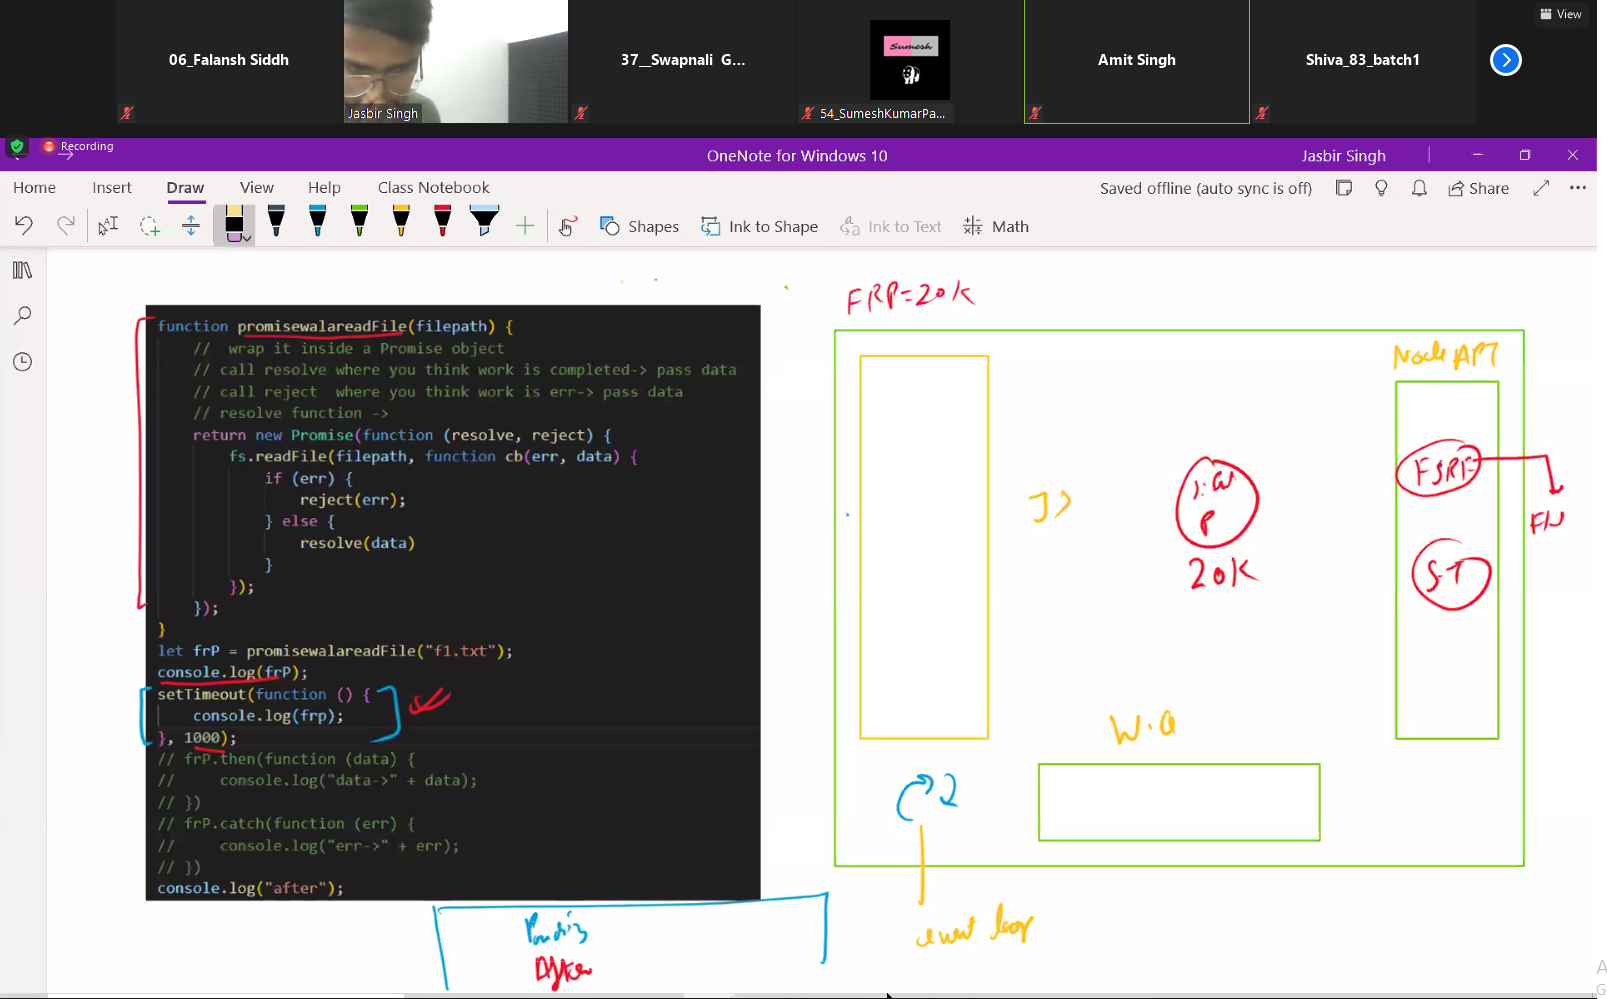 View
06_Falansh Siddh
37__Swapnali G...
Sumesh
Amit Singh
Shiva_83_batch1
Jasbir Singh
54_SumeshKumarPa...
Recording
OneNote for Windows 10
Jasbir Singh
Home Insert Draw View Help Class Notebook
Saved offline (auto sync is off) Share
Shapes Ink to Shape Ink to Text Math
function promisewalareadFile(filepath) {
// wrap it inside a Promise object
// call resolve where you think work is completed-> pass data
// call reject where you think work is err-> pass data
// resolve function ->
return new Promise(function (resolve, reject) {
fs.readFile(filepath, function cb(err, data) {
if (err) {
reject(err);
} else {
resolve(data)
}
});
});
}
let frP = promisewalareadFile("f1.txt");
console.log(frP);
setTimeout(function () {
console.log(frp);
}, 1000);
// frP.then(function (data) {
// console.log("data->" + data);
// })
// frP.catch(function (err) {
// console.log("err->" + err);
// })
console.log("after");
FRP=20K
Node API
FSRF
FN
P
20K
S.T
W.Q
event loop